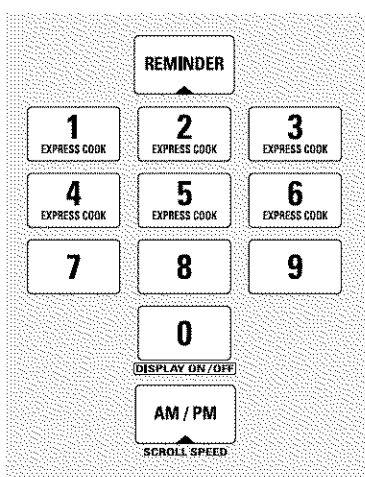 REMINDER
1 2 3
EXPRESS COOK EXPRESS COOK EXPRESS COOK
4 5 6
EXPRESS COOK EXPRESS COOK EXPRESS COOK
7 8 9
0
DISPLAY ON/OFF
AM / PM
SCROLL SPEED